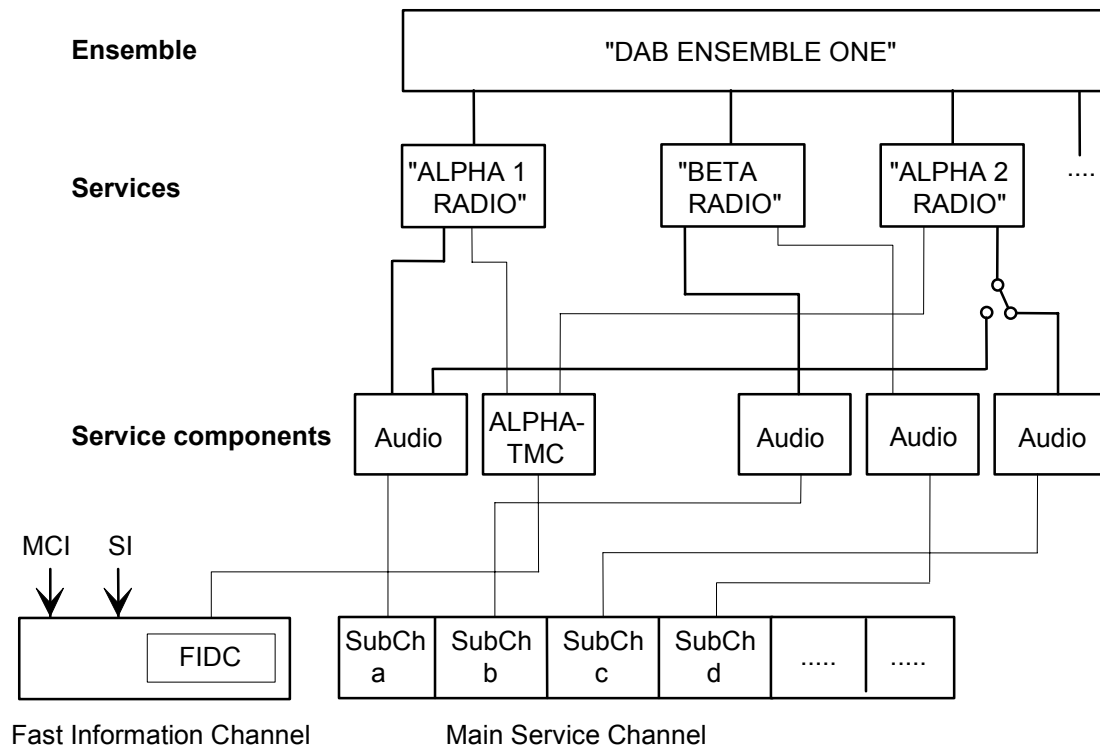 Ensemble
"DAB ENSEMBLE ONE"
Services
"ALPHA 1
RADIO"
"BETA
RADIO"
"ALPHA 2
RADIO"
....
Service components
Audio
ALPHA-
TMC
Audio
Audio
Audio
MCI
SI
FIDC
SubCh
a
SubCh
b
SubCh
c
SubCh
d
.....
.....
Fast Information Channel
Main Service Channel